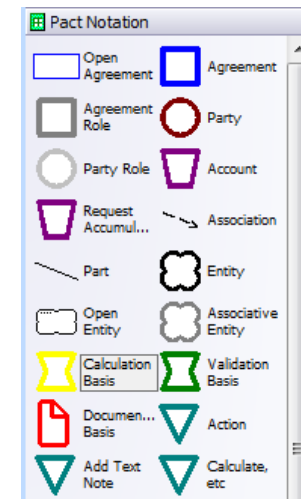 Pact Notation
Open Agreement
Agreement
Agreement Role
Party
Party Role
Account
Request Accumul...
Association
Part
Entity
Open Entity
Associative Entity
Calculation Basis
Validation Basis
Documen... Basis
Action
Add Text Note
Calculate, etc